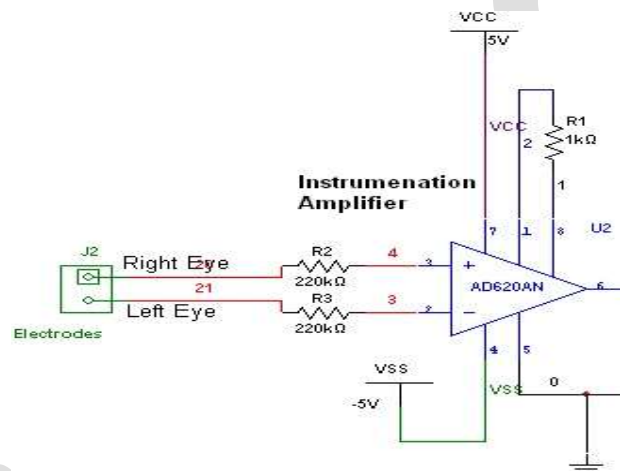 VCC
5V
VCC
2
R1
1kΩ
1
Instrumenation
Amplifier
7
1
8
U2
J2
Right Eye
R2
4
3
+
220kΩ
AD620AN
6
21
R3
3
2
−
Left Eye
220kΩ
Electrodes
4
5
VSS
VSS
0
-5V